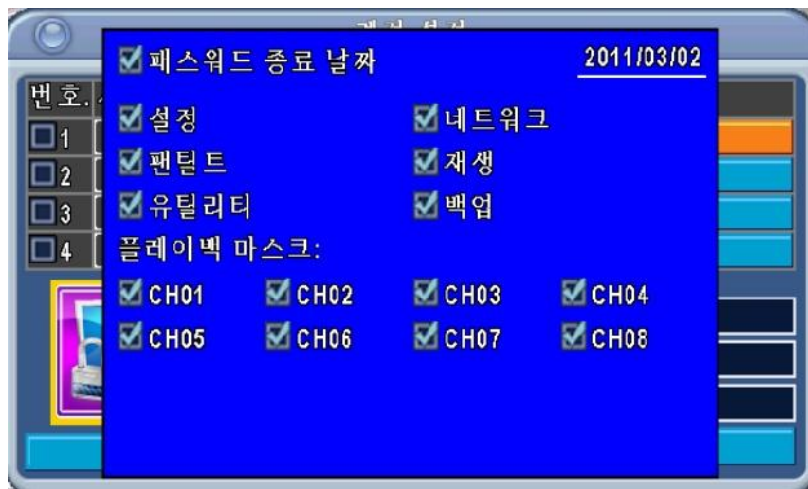 패스워드 종료 날짜 2011/03/02
번호.
설정 네트워크
1
팬틸트 재생
2
유틸리티 백업
3
플레이백 마스크:
4
CH01 CH02 CH03 CH04
CH05 CH06 CH07 CH08